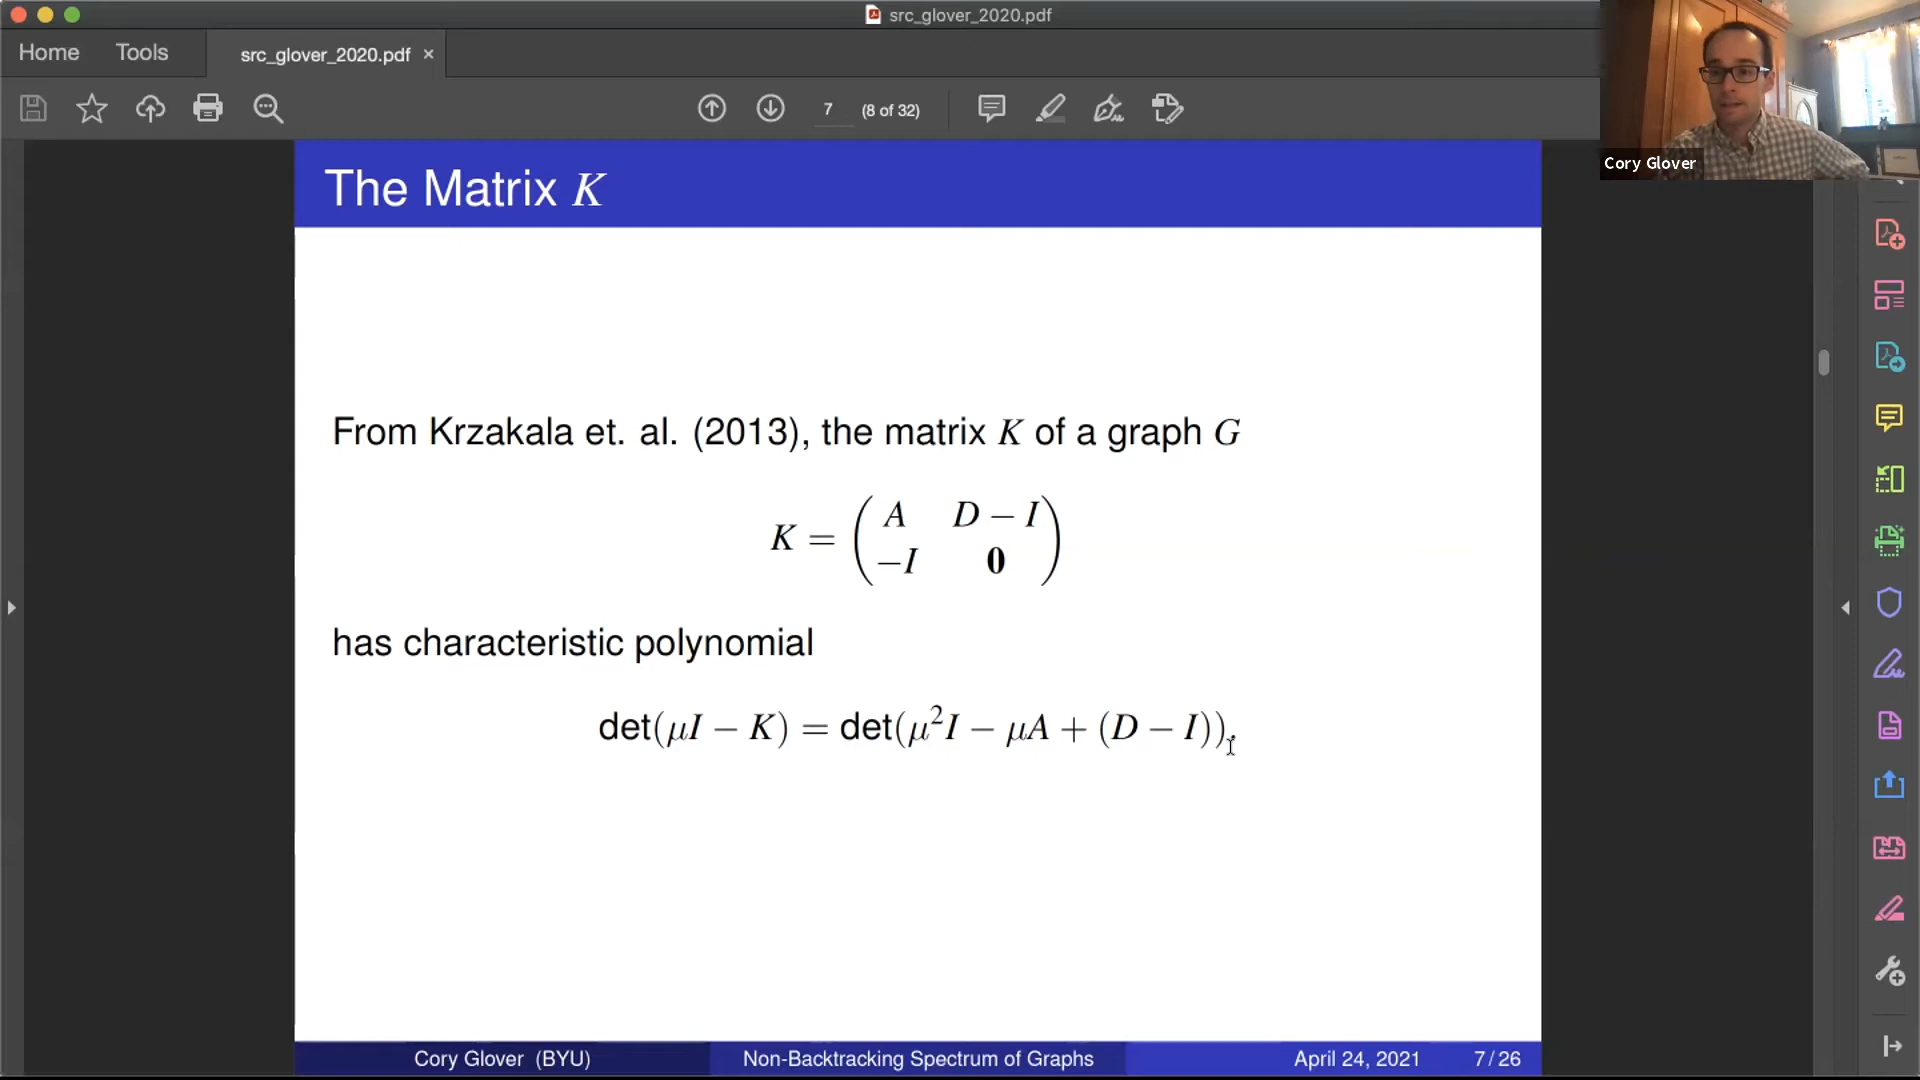 src_glover_2020.pdf
Home Tools src_glover_2020.pdf ×
7 (8 of 32)
Cory Glover
The Matrix K
From Krzakala et. al. (2013), the matrix K of a graph G
K = ( A D − I
−I 0 )
has characteristic polynomial
det(μI − K) = det(μ²I − μA + (D − I)).
Cory Glover (BYU) Non-Backtracking Spectrum of Graphs April 24, 2021 7 / 26